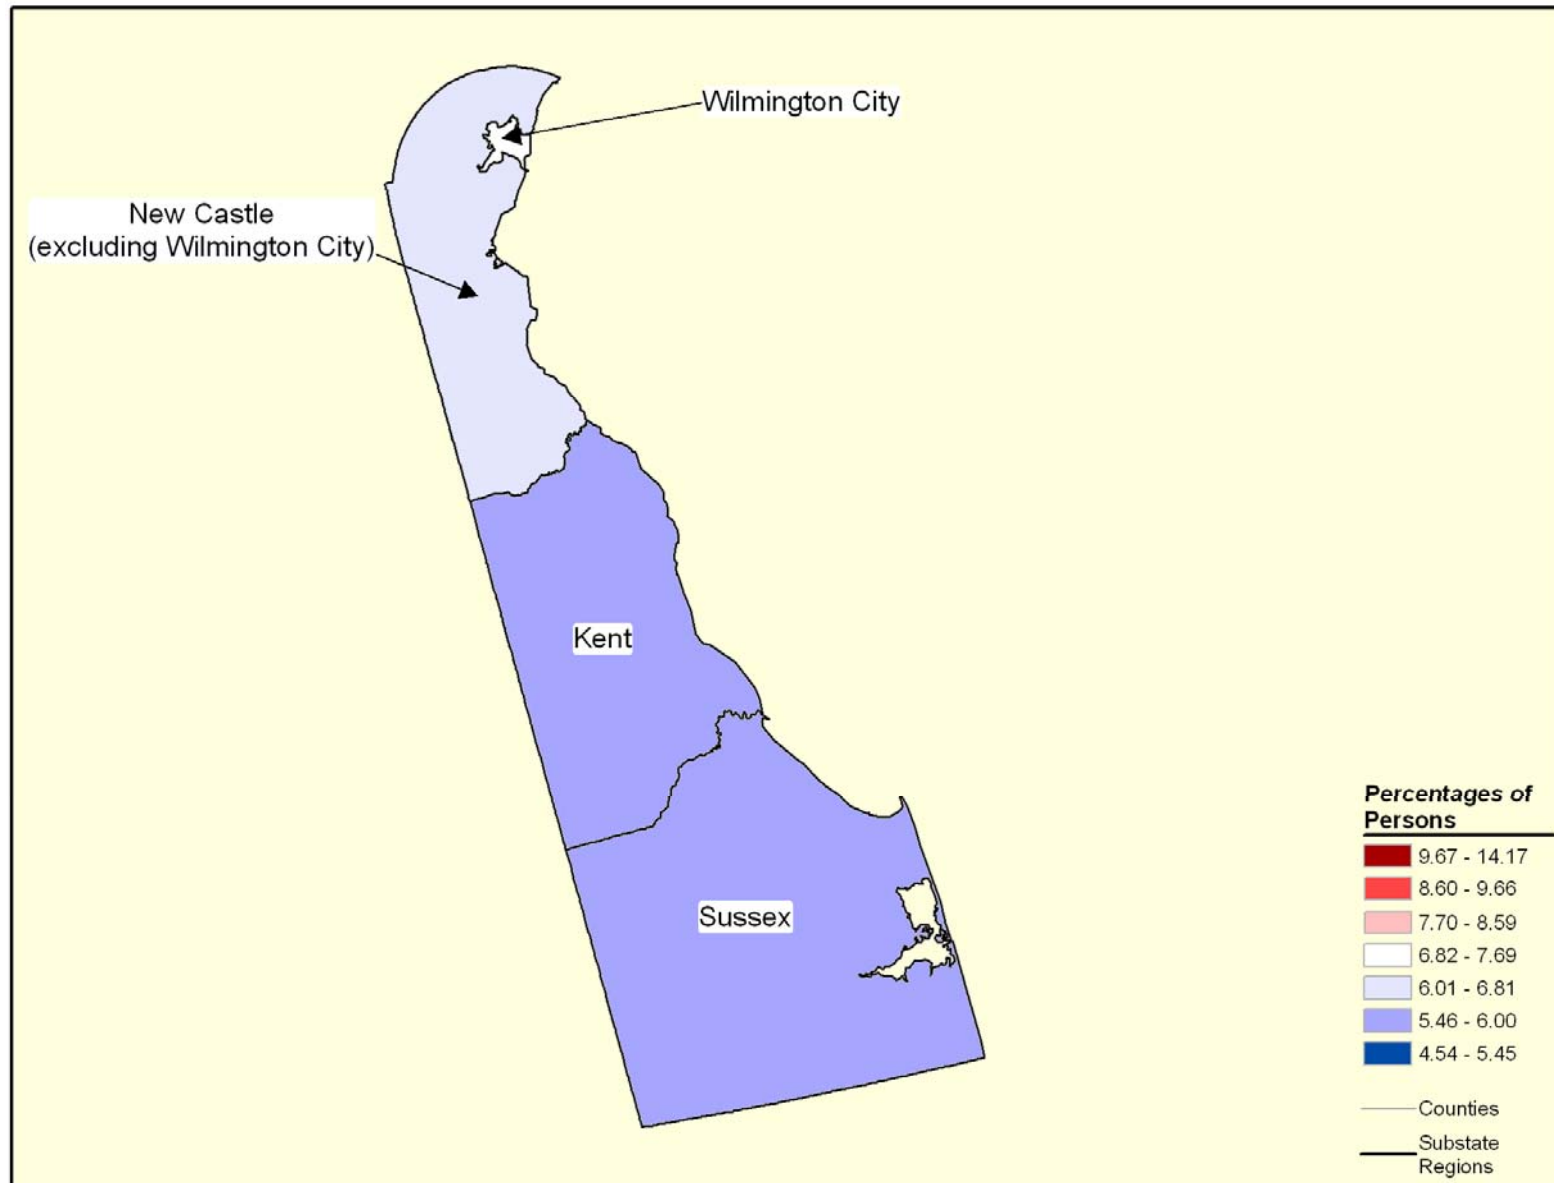 Wilmington City
New Castle
(excluding Wilmington City)
Kent
Sussex
Percentages of
Persons
9.67 - 14.17
8.60 - 9.66
7.70 - 8.59
6.82 - 7.69
6.01 - 6.81
5.46 - 6.00
4.54 - 5.45
Counties
Substate
Regions